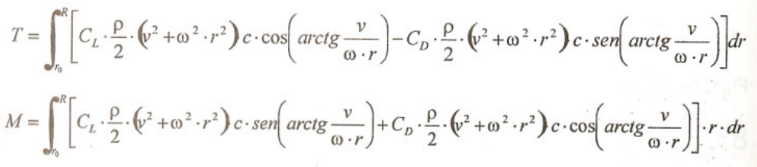 T = ∫_{r₀}^{R} [C_L · ρ/2 · (v² + ω² · r²) c · cos(arctg v/(ω · r)) − C_D · ρ/2 · (v² + ω² · r²) c · sen(arctg v/(ω · r))] dr
M = ∫_{r₀}^{R} [C_L · ρ/2 · (v² + ω² · r²) c · sen(arctg v/(ω · r)) + C_D · ρ/2 · (v² + ω² · r²) c · cos(arctg v/(ω · r))] · r · dr